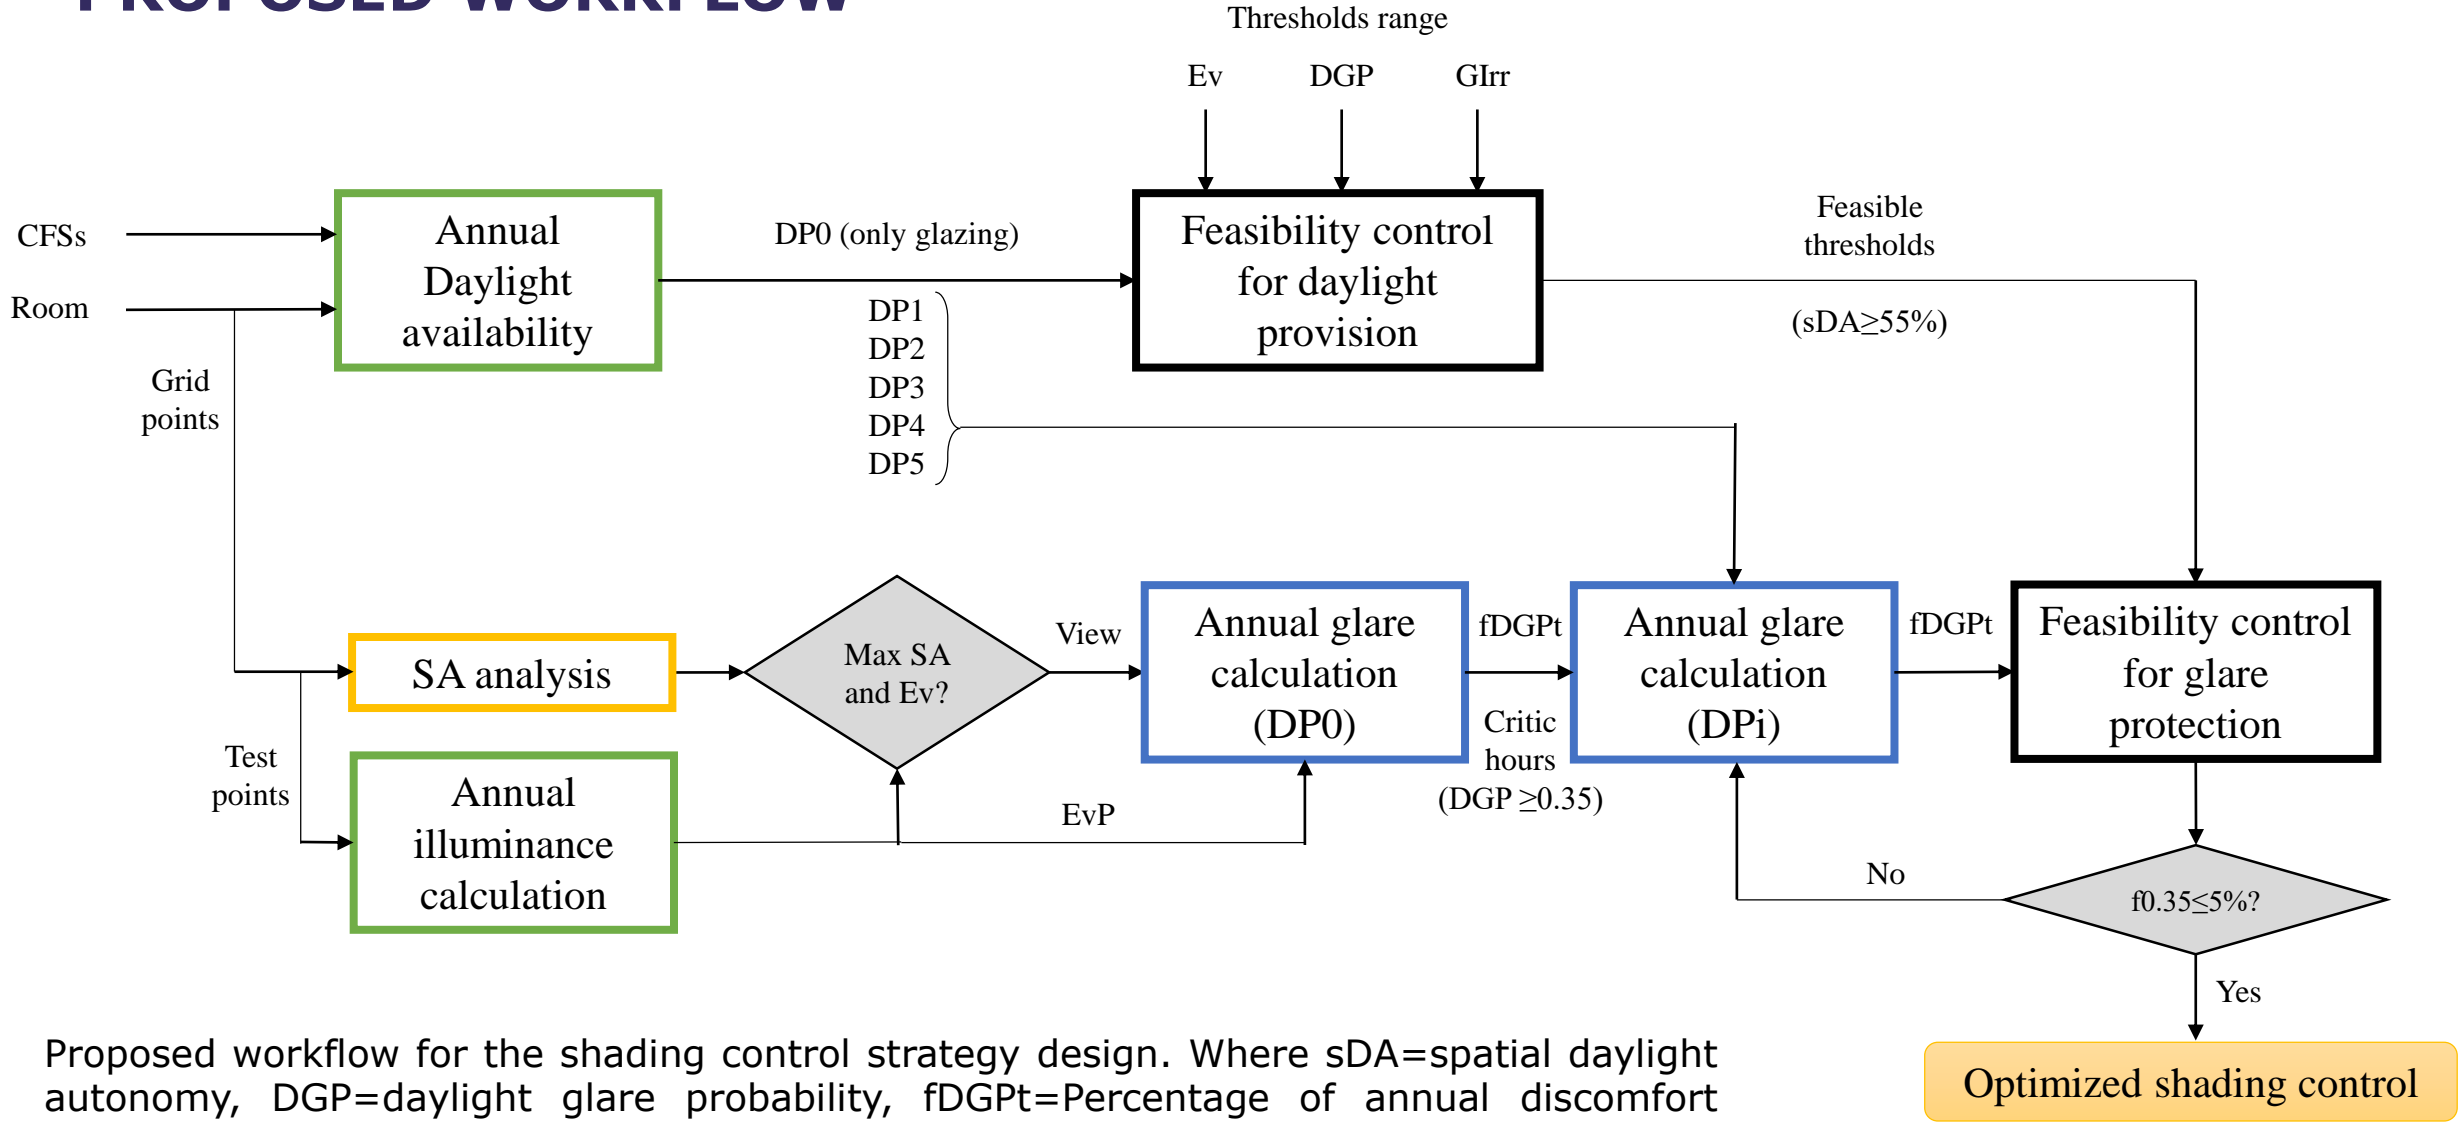 PROPOSED WORKFLOW
Thresholds range
Ev DGP GIrr
CFSs
Room
Annual
Daylight
availability
DP0 (only glazing)
DP1
DP2
DP3
DP4
DP5
Feasibility control
for daylight
provision
Feasible
thresholds
(sDA≥55%)
Grid
points
Test
points
SA analysis
Annual
illuminance
calculation
Max SA
and Ev?
View
EvP
Annual glare
calculation
(DP0)
fDGPt
Critic
hours
(DGP ≥0.35)
Annual glare
calculation
(DPi)
fDGPt
Feasibility control
for glare
protection
No
f0.35≤5%?
Yes
Optimized shading control
Proposed workflow for the shading control strategy design. Where sDA=spatial daylight
autonomy, DGP=daylight glare probability, fDGPt=Percentage of annual discomfort